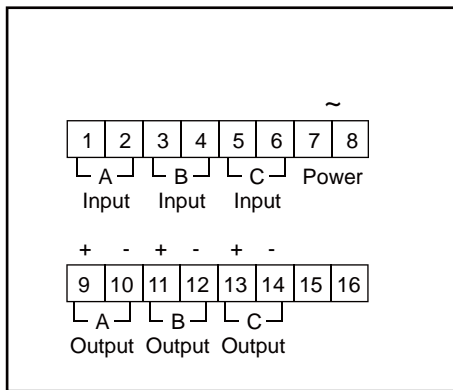 ~
1 2 3 4 5 6 7 8
A B C Power
Input Input Input
+ - + - + -
9 10 11 12 13 14 15 16
A B C
Output Output Output